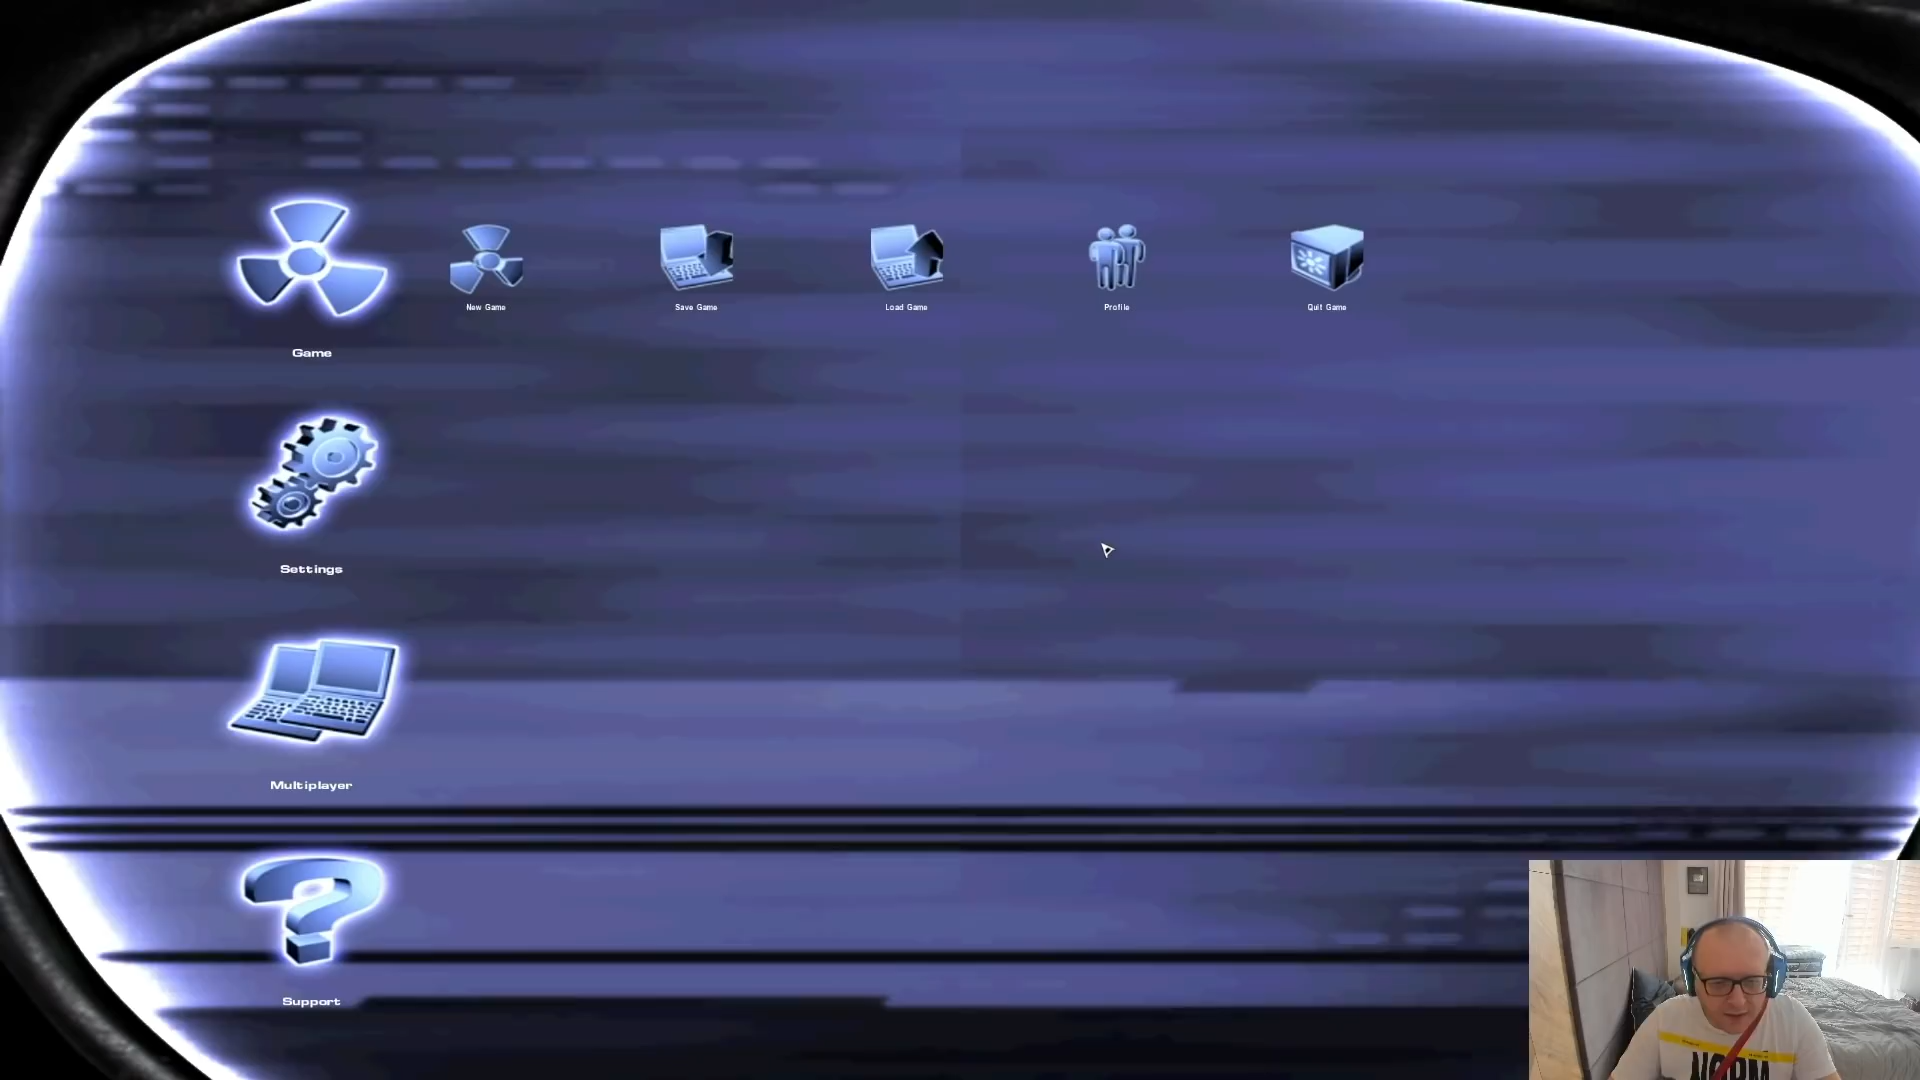 New Game
Save Game
Load Game
Profile
Quit Game
Game
Settings
Multiplayer
Support